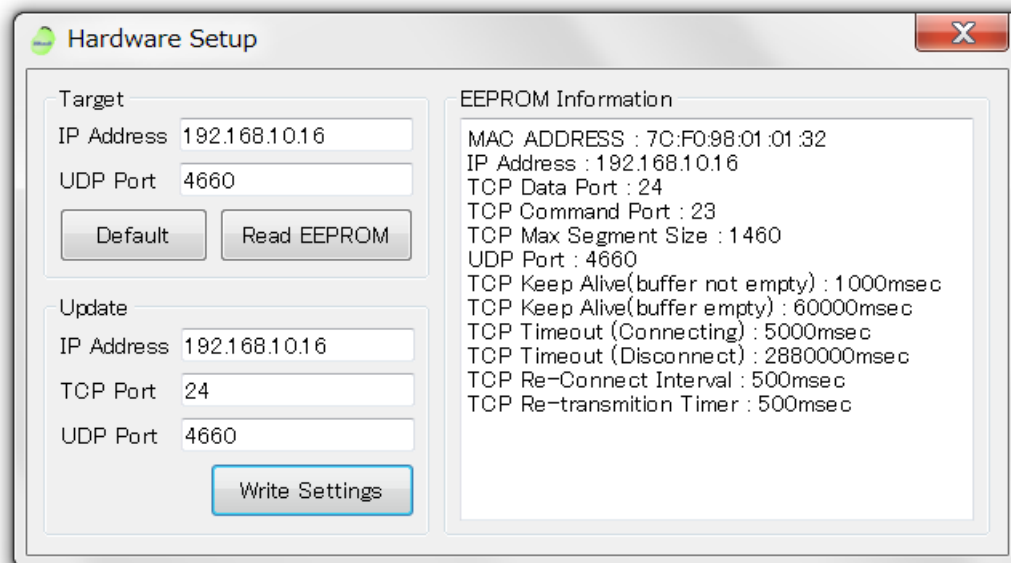 Hardware Setup
Target
IP Address 192.168.10.16
UDP Port 4660
Default Read EEPROM
Update
IP Address 192.168.10.16
TCP Port 24
UDP Port 4660
Write Settings
EEPROM Information
MAC ADDRESS : 7C:F0:98:01:01:32
IP Address : 192.168.10.16
TCP Data Port : 24
TCP Command Port : 23
TCP Max Segment Size : 1460
UDP Port : 4660
TCP Keep Alive(buffer not empty) : 1000msec
TCP Keep Alive(buffer empty) : 60000msec
TCP Timeout (Connecting) : 5000msec
TCP Timeout (Disconnect) : 2880000msec
TCP Re-Connect Interval : 500msec
TCP Re-transmition Timer : 500msec